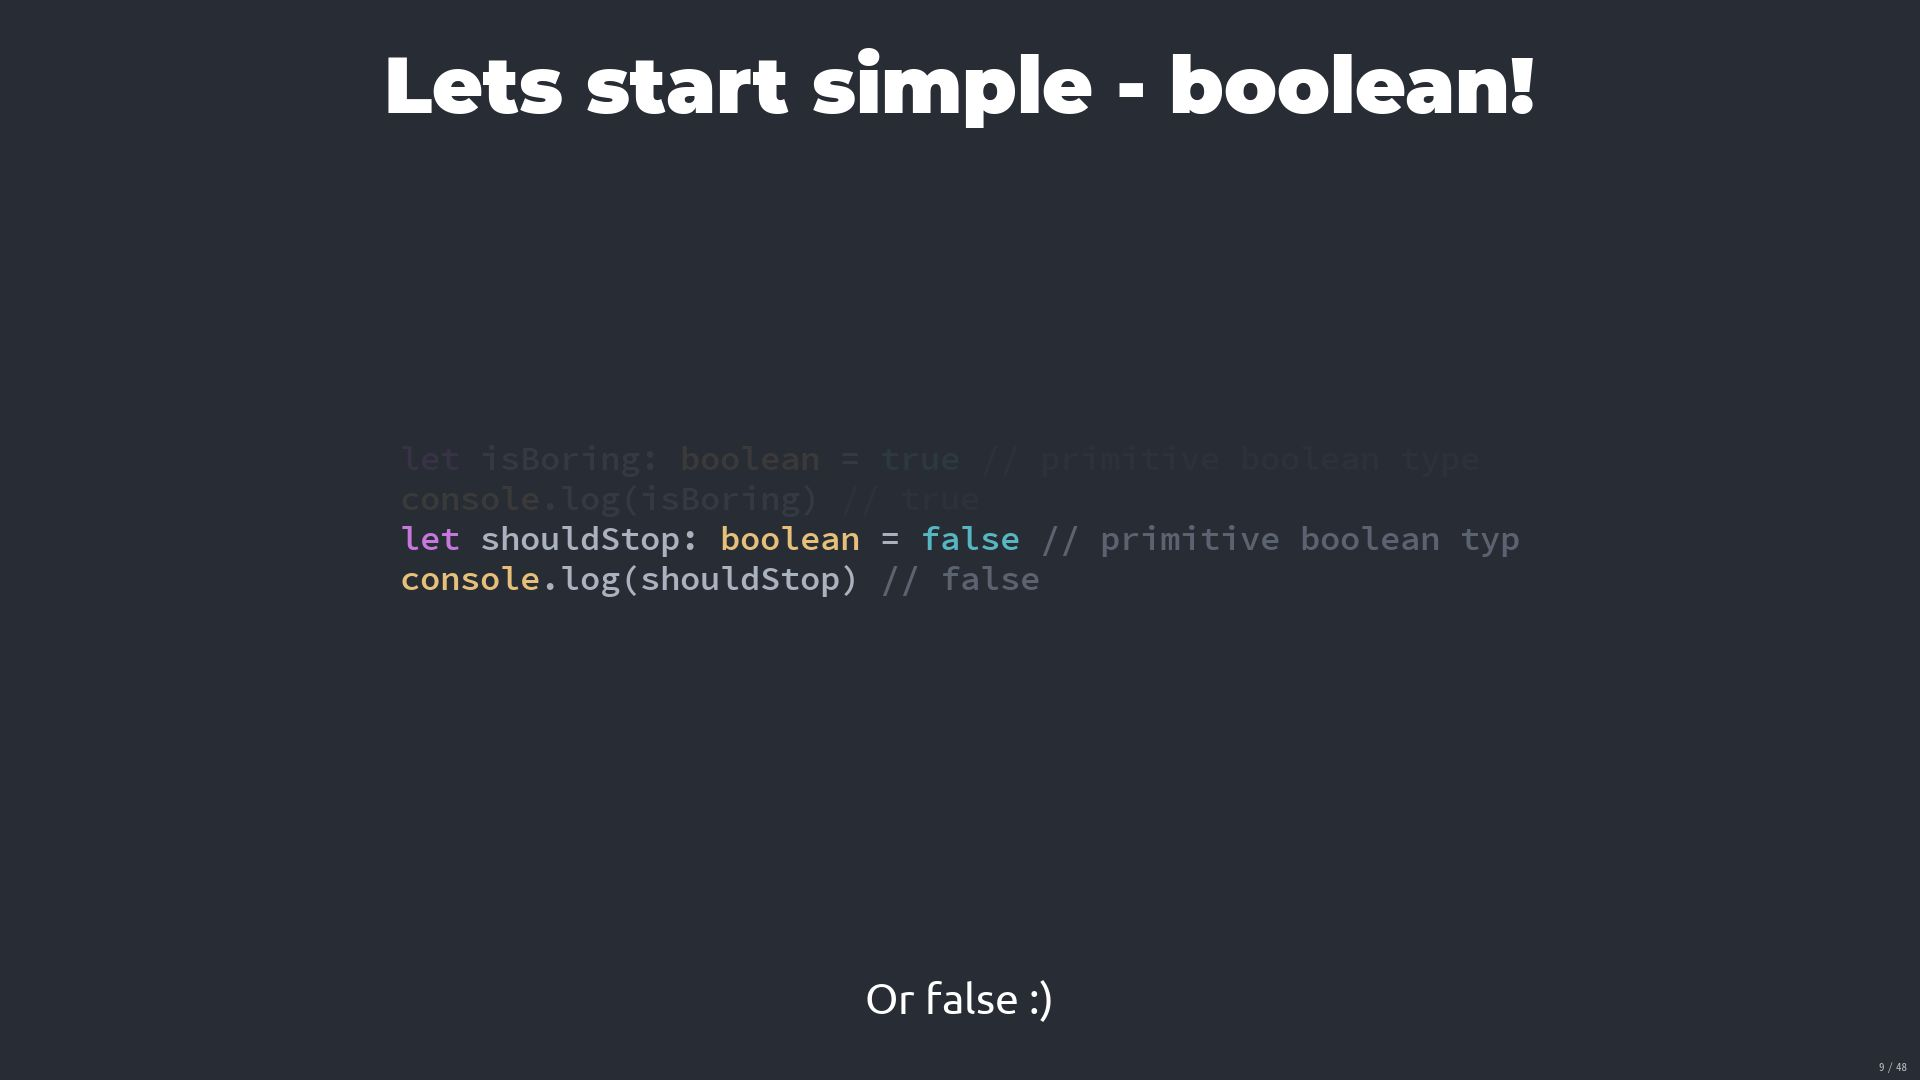 Lets start simple - boolean!
let isBoring: boolean = true // primitive boolean type
console.log(isBoring) // true
let shouldStop: boolean = false // primitive boolean typ
console.log(shouldStop) // false
Or false :)
9 / 48